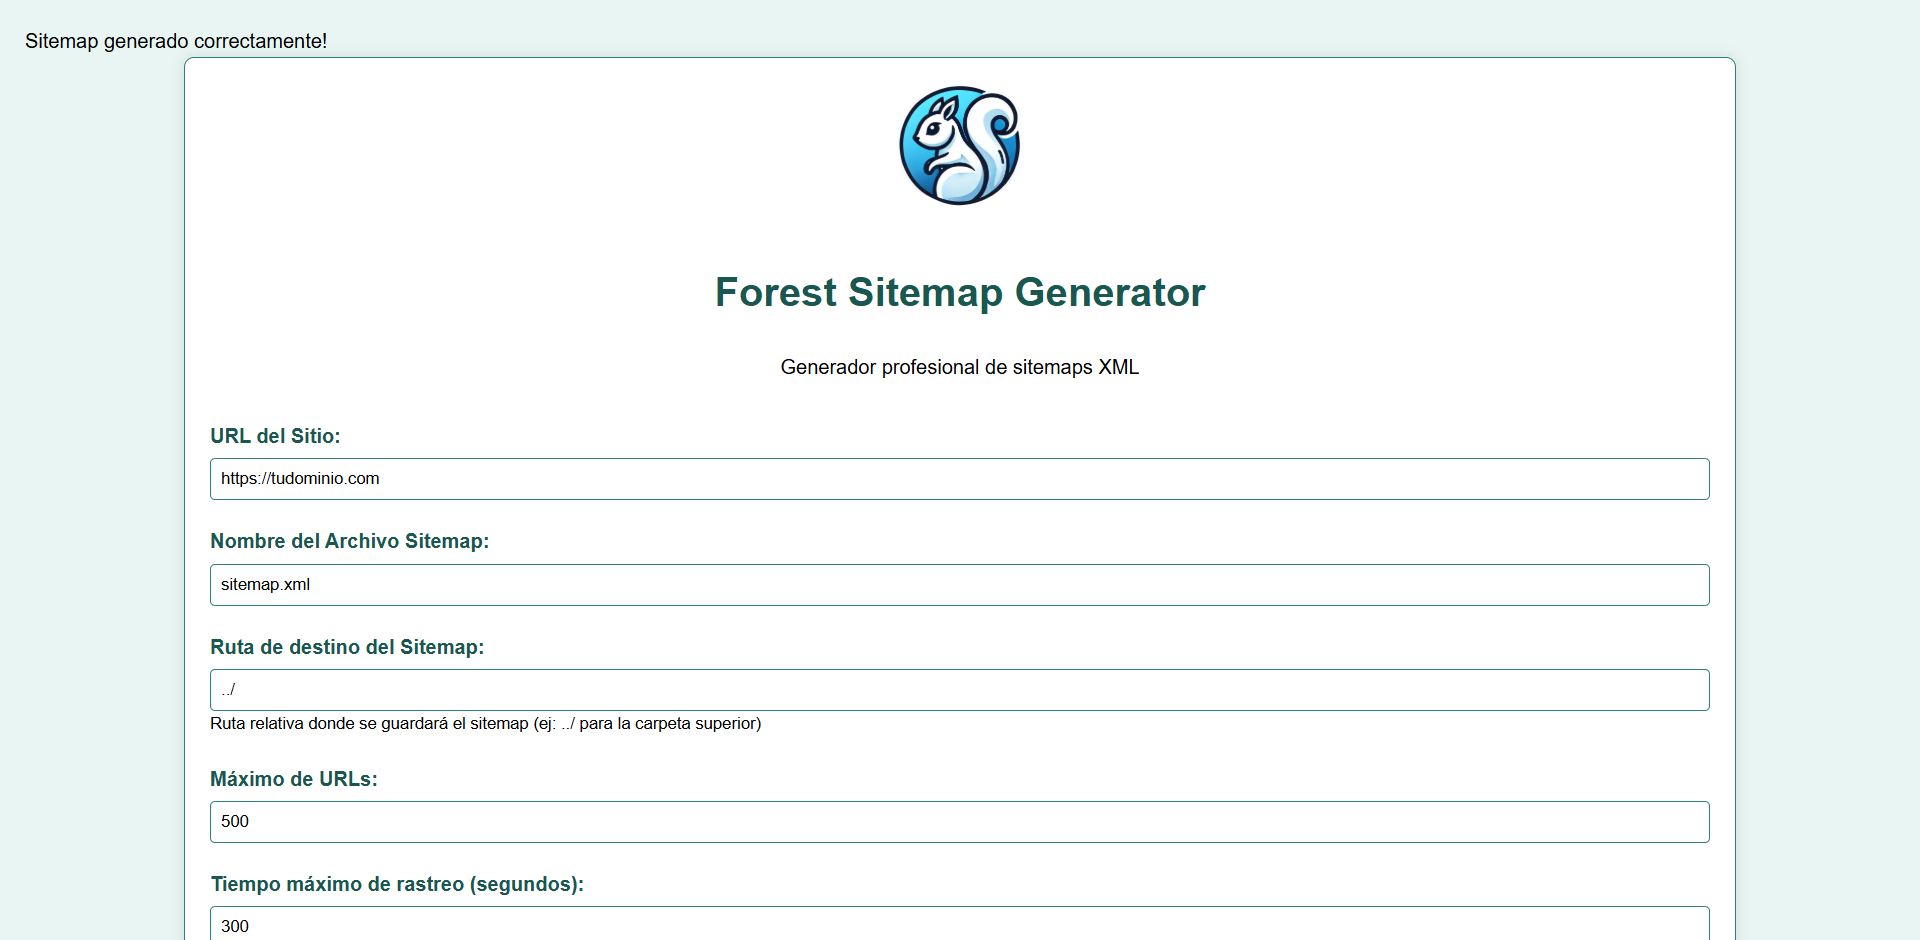 Sitemap generado correctamente!
Forest Sitemap Generator
Generador profesional de sitemaps XML
URL del Sitio:
https://tudominio.com
Nombre del Archivo Sitemap:
sitemap.xml
Ruta de destino del Sitemap:
../
Ruta relativa donde se guardará el sitemap (ej: ../ para la carpeta superior)
Máximo de URLs:
500
Tiempo máximo de rastreo (segundos):
300